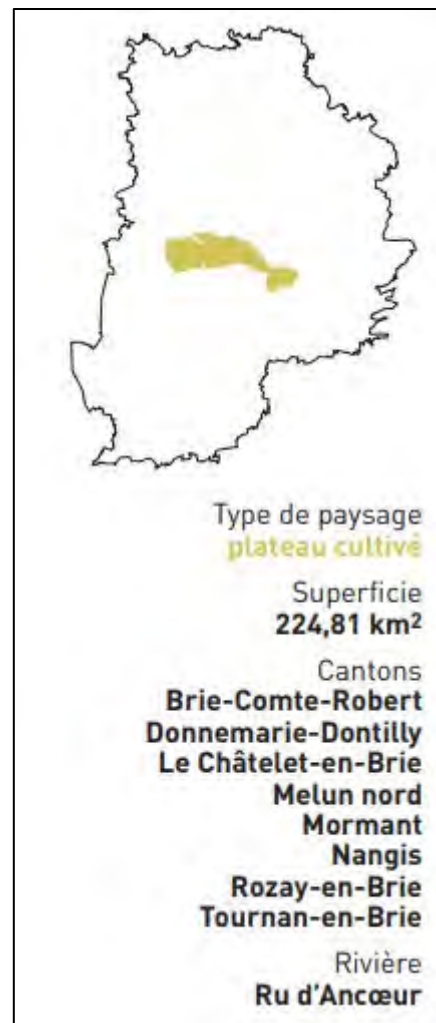 Type de paysage
plateau cultivé
Superficie
224,81 km²
Cantons
Brie-Comte-Robert
Donnemarie-Dontilly
Le Châtelet-en-Brie
Melun nord
Mormant
Nangis
Rozay-en-Brie
Tournan-en-Brie
Rivière
Ru d'Ancœur